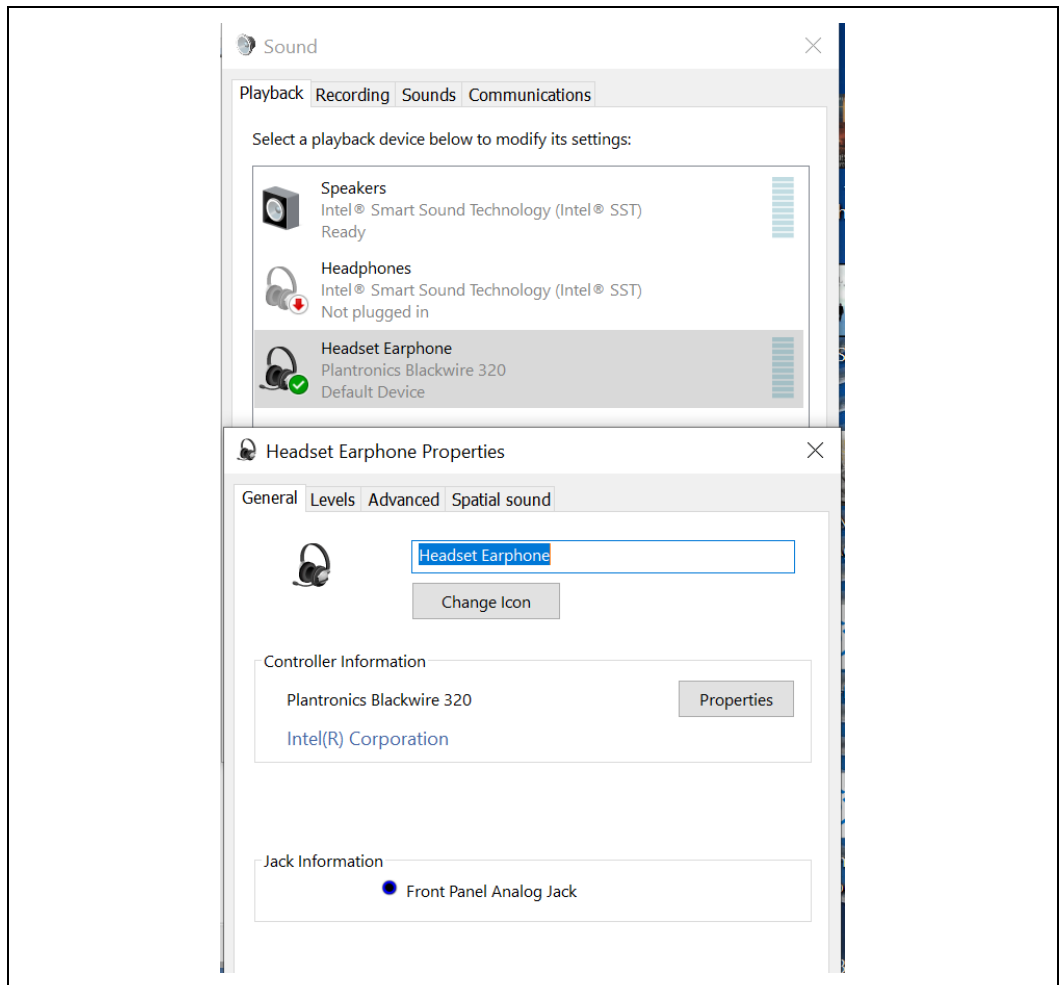 Sound
Playback Recording Sounds Communications
Select a playback device below to modify its settings:
Speakers
Intel® Smart Sound Technology (Intel® SST)
Ready
Headphones
Intel® Smart Sound Technology (Intel® SST)
Not plugged in
Headset Earphone
Plantronics Blackwire 320
Default Device
Headset Earphone Properties
General Levels Advanced Spatial sound
Headset Earphone
Change Icon
Controller Information
Plantronics Blackwire 320 Properties
Intel(R) Corporation
Jack Information
Front Panel Analog Jack